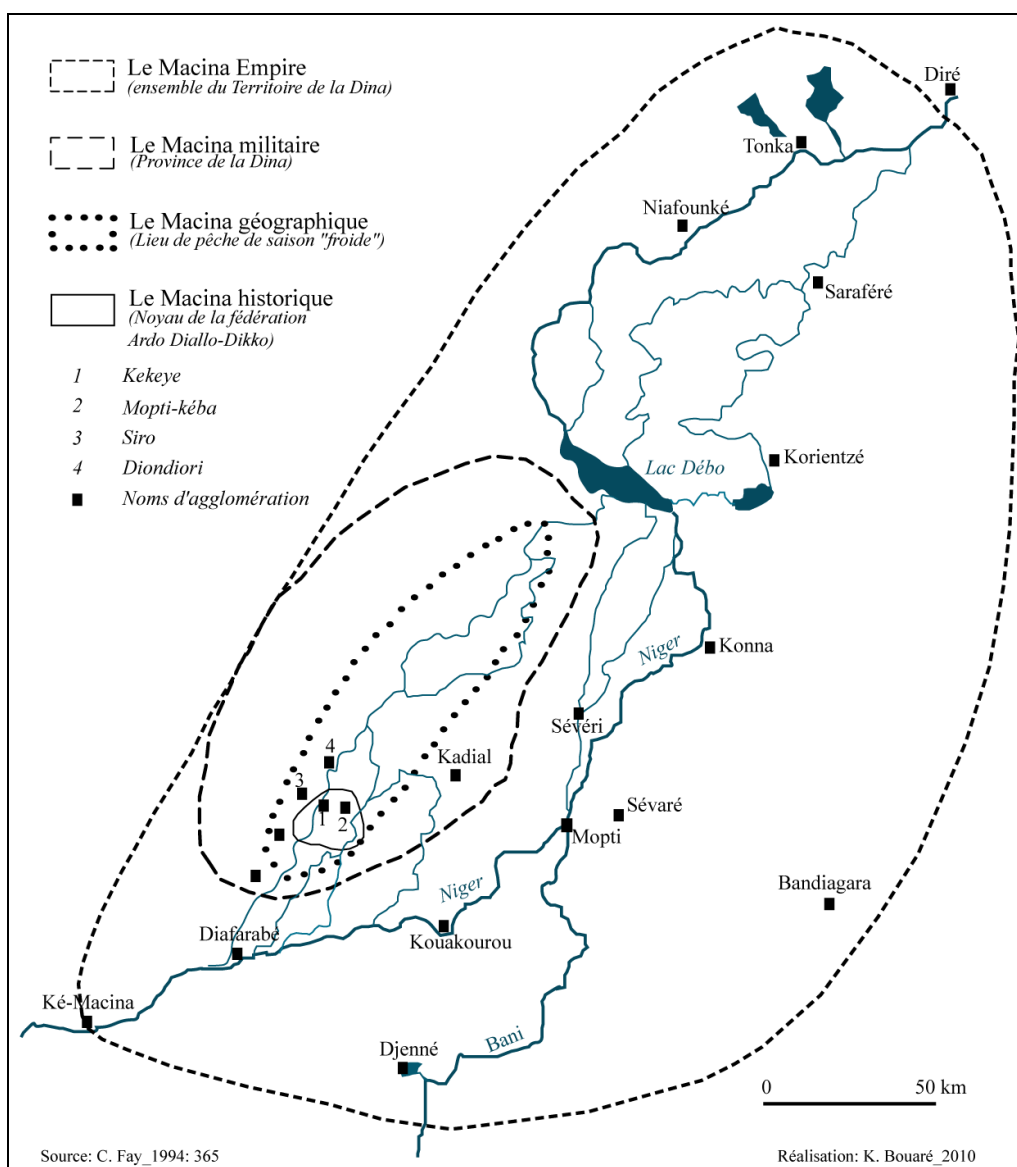 Le Macina Empire
(ensemble du Territoire de la Dina)
Le Macina militaire
(Province de la Dina)
Le Macina géographique
(Lieu de pêche de saison "froide")
Le Macina historique
(Noyau de la fédération
Ardo Diallo-Dikko)
1 Kekeye
2 Mopti-kéba
3 Siro
4 Diondiori
Noms d'agglomération
Diré
Tonka
Niafounké
Saraféré
Lac Débo
Korientzé
Niger
Konna
Sévéri
4
Kadial
3
1
2
Sévaré
Mopti
Bandiagara
Niger
Diafarabé
Kouakourou
Ké-Macina
Bani
Djenné
0 50 km
Source: C. Fay_1994: 365
Réalisation: K. Bouaré_2010